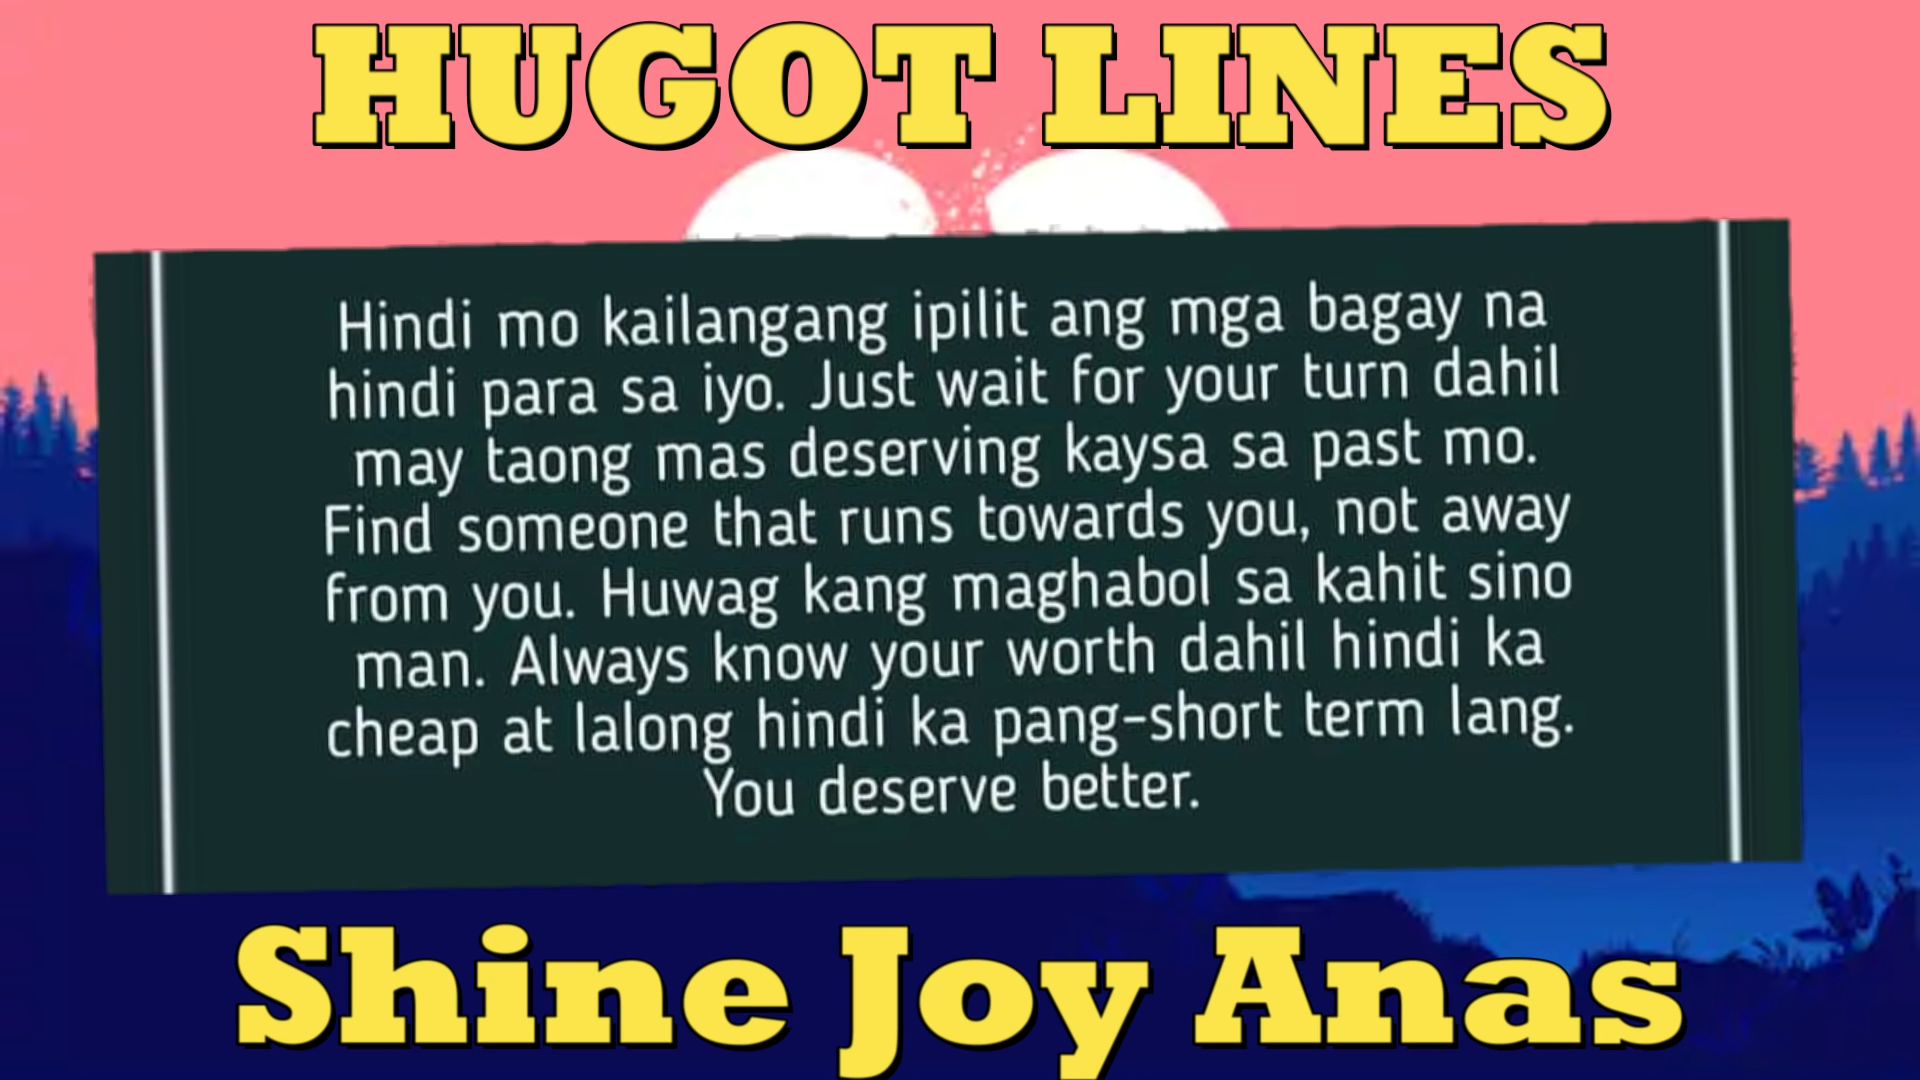 HUGOT LINES
Hindi mo kailangang ipilit ang mga bagay na
hindi para sa iyo. Just wait for your turn dahil
may taong mas deserving kaysa sa past mo.
Find someone that runs towards you, not away
from you. Huwag kang maghabol sa kahit sino
man. Always know your worth dahil hindi ka
cheap at lalong hindi ka pang-short term lang.
You deserve better.
Shine Joy Anas